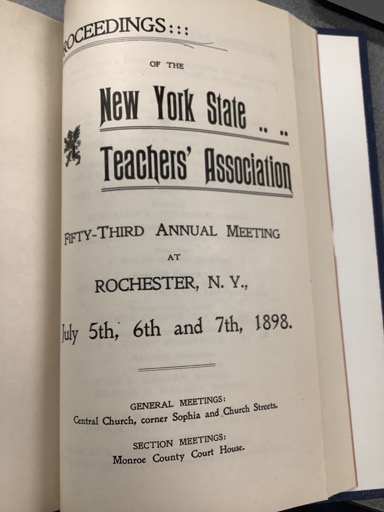 PROCEEDINGS:::
OF THE
New York State ‥ ‥
Teachers' Association
FIFTY-THIRD ANNUAL MEETING
AT
ROCHESTER, N. Y.,
July 5th, 6th and 7th, 1898.
GENERAL MEETINGS:
Central Church, corner Sophia and Church Streets.
SECTION MEETINGS:
Monroe County Court House.